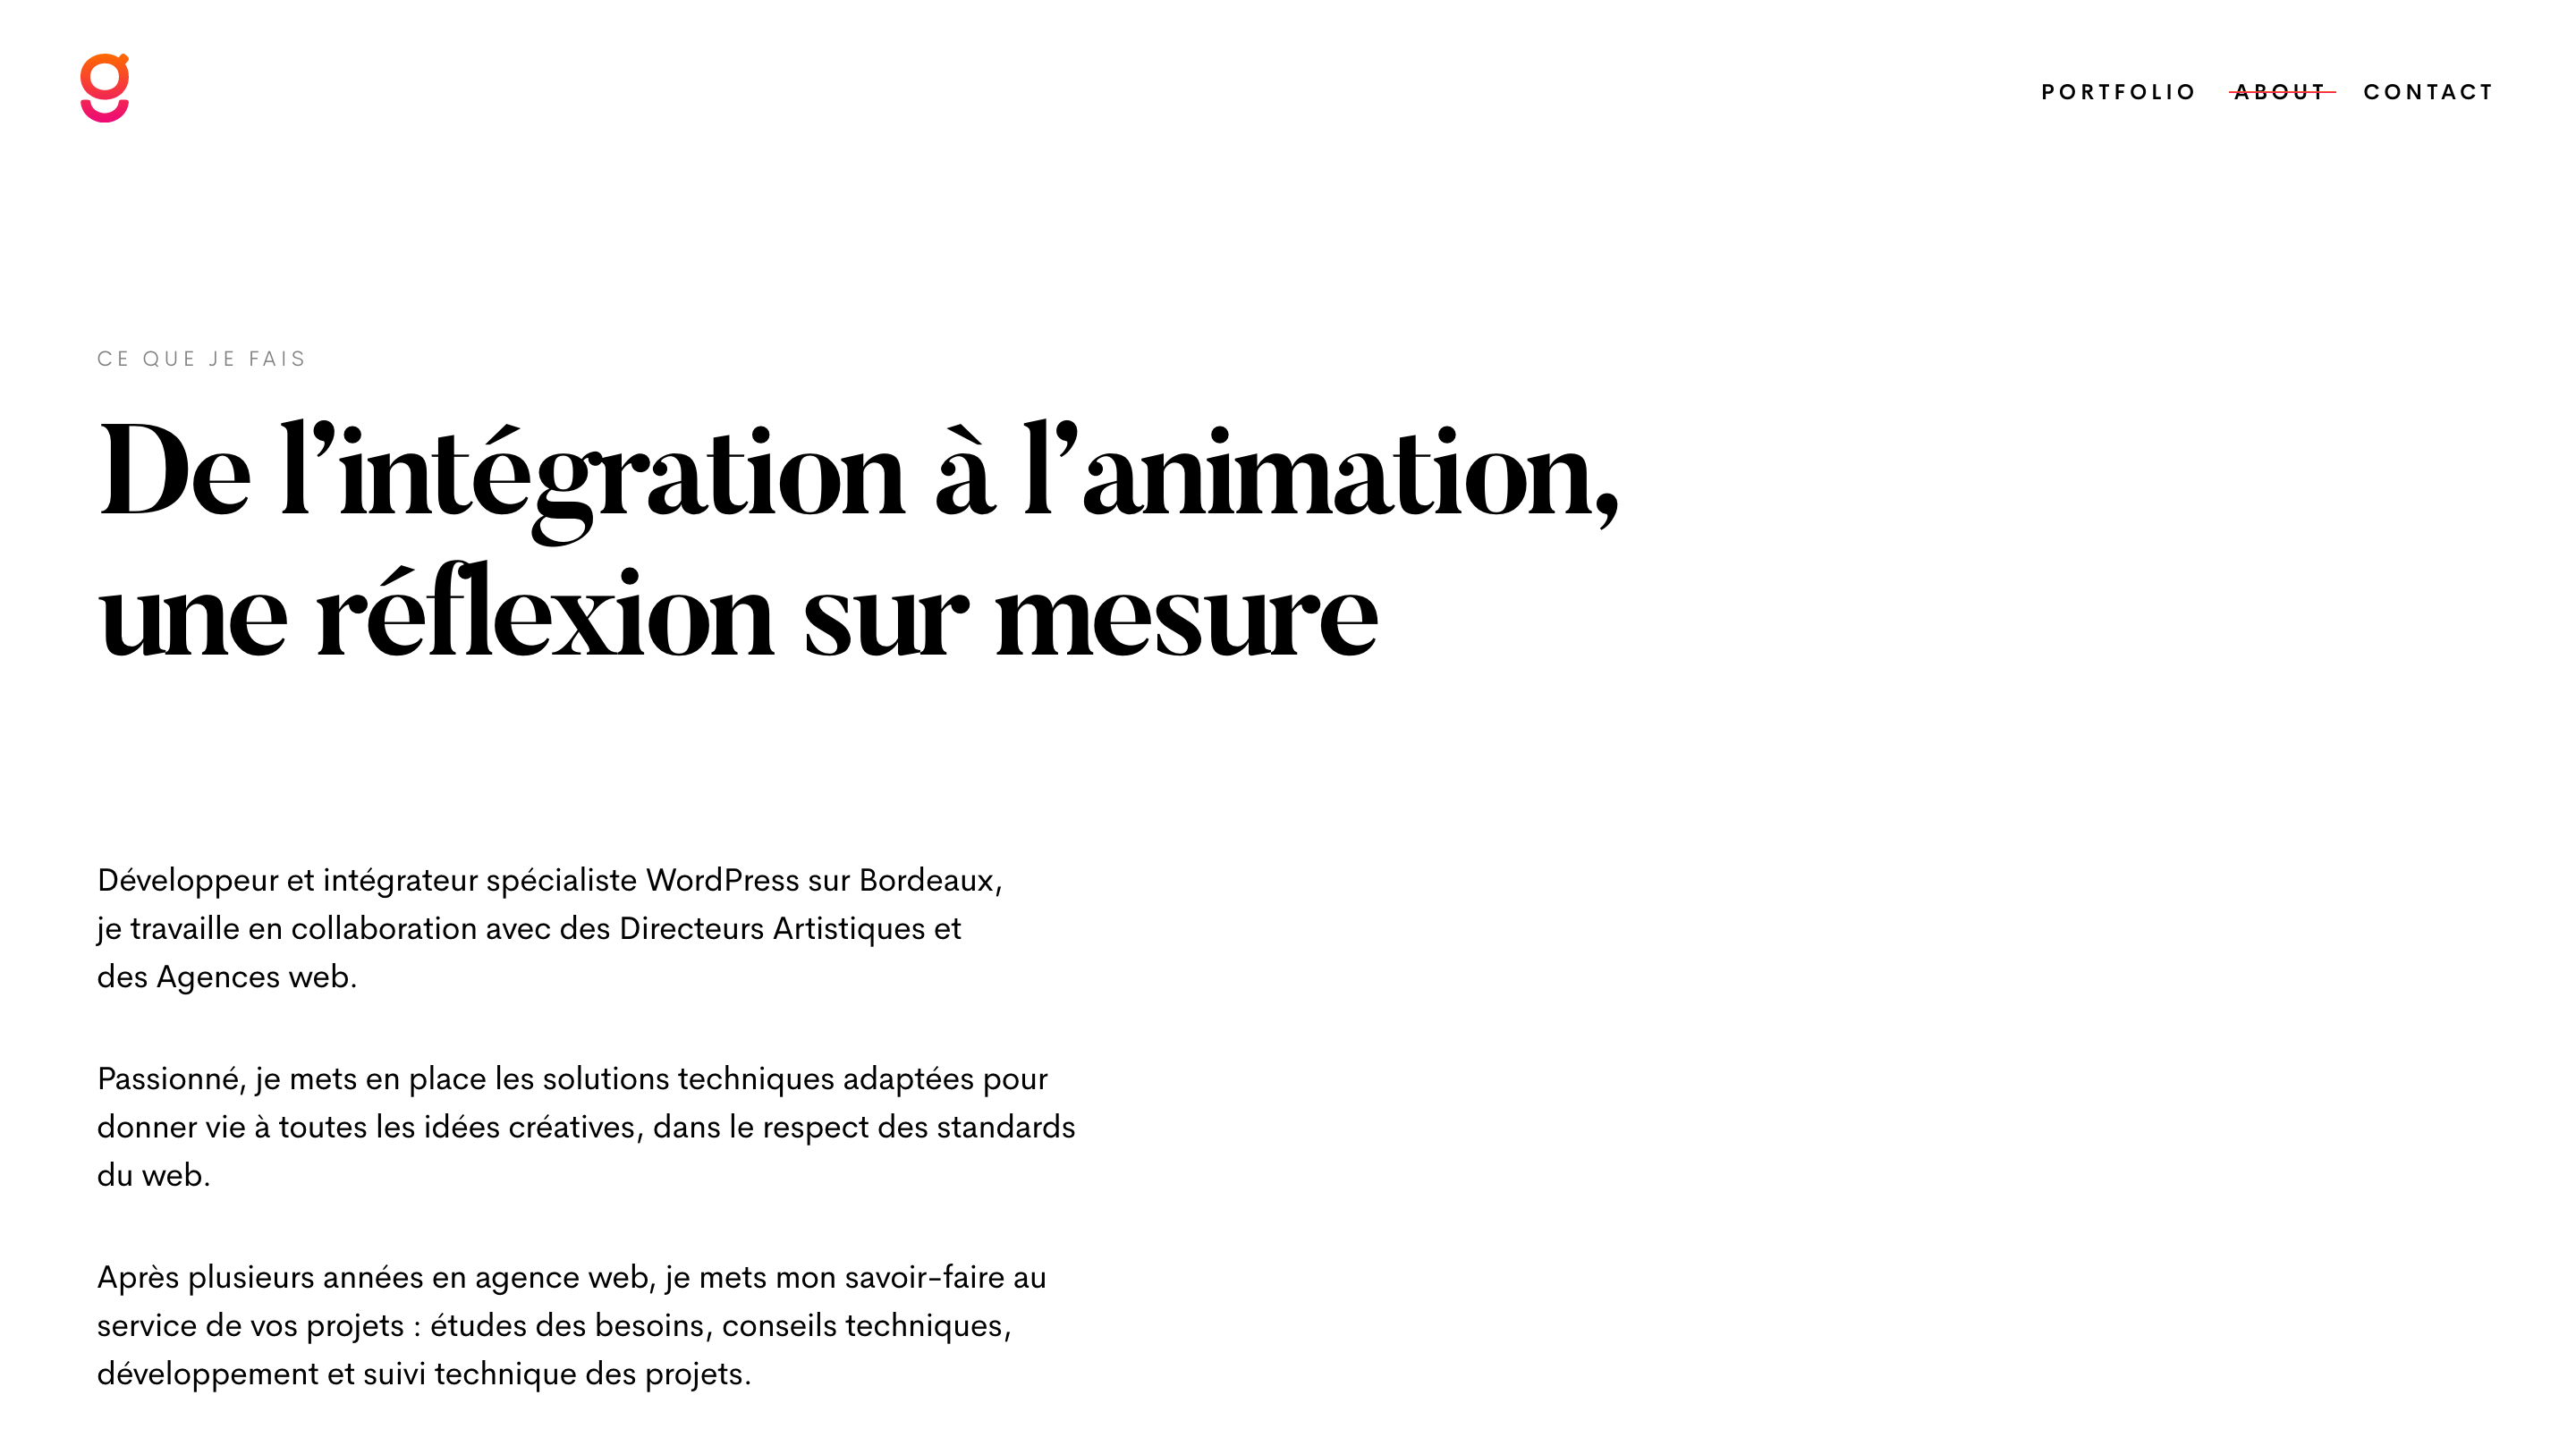 g
PORTFOLIO ABOUT CONTACT
CE QUE JE FAIS
De l’intégration à l’animation,
une réflexion sur mesure
Développeur et intégrateur spécialiste WordPress sur Bordeaux,
je travaille en collaboration avec des Directeurs Artistiques et
des Agences web.
Passionné, je mets en place les solutions techniques adaptées pour
donner vie à toutes les idées créatives, dans le respect des standards
du web.
Après plusieurs années en agence web, je mets mon savoir-faire au
service de vos projets : études des besoins, conseils techniques,
développement et suivi technique des projets.